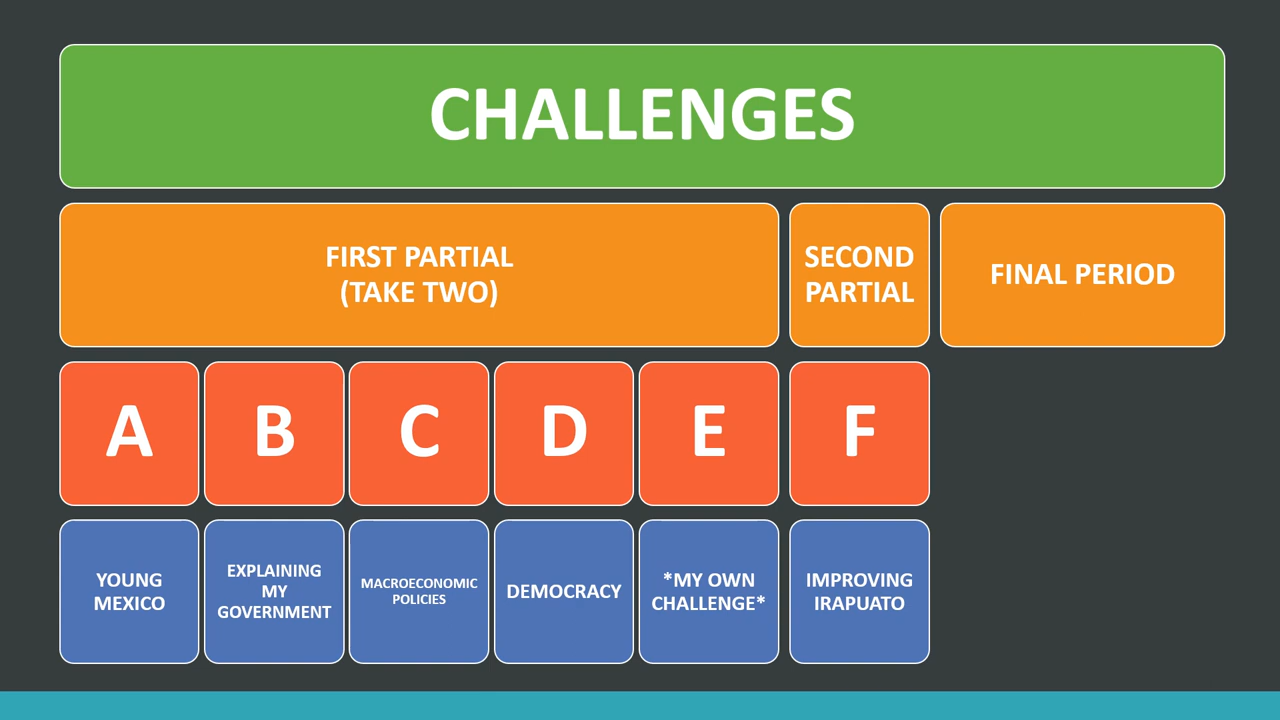 CHALLENGES
FIRST PARTIAL
(TAKE TWO)
SECOND
PARTIAL
FINAL PERIOD
A
B
C
D
E
F
YOUNG
MEXICO
EXPLAINING
MY
GOVERNMENT
MACROECONOMIC
POLICIES
DEMOCRACY
*MY OWN
CHALLENGE*
IMPROVING
IRAPUATO